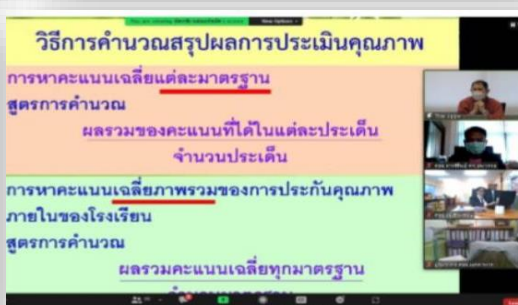 วิธีการคำนวณสรุปผลการประเมินคุณภาพ
การหาคะแนนเฉลี่ยแต่ละมาตรฐาน
สูตรการคำนวณ
ผลรวมของคะแนนที่ได้ในแต่ละประเด็น
จำนวนประเด็น
การหาคะแนนเฉลี่ยภาพรวมของการประกันคุณภาพ
ภายในของโรงเรียน
สูตรการคำนวณ
ผลรวมคะแนนเฉลี่ยทุกมาตรฐาน